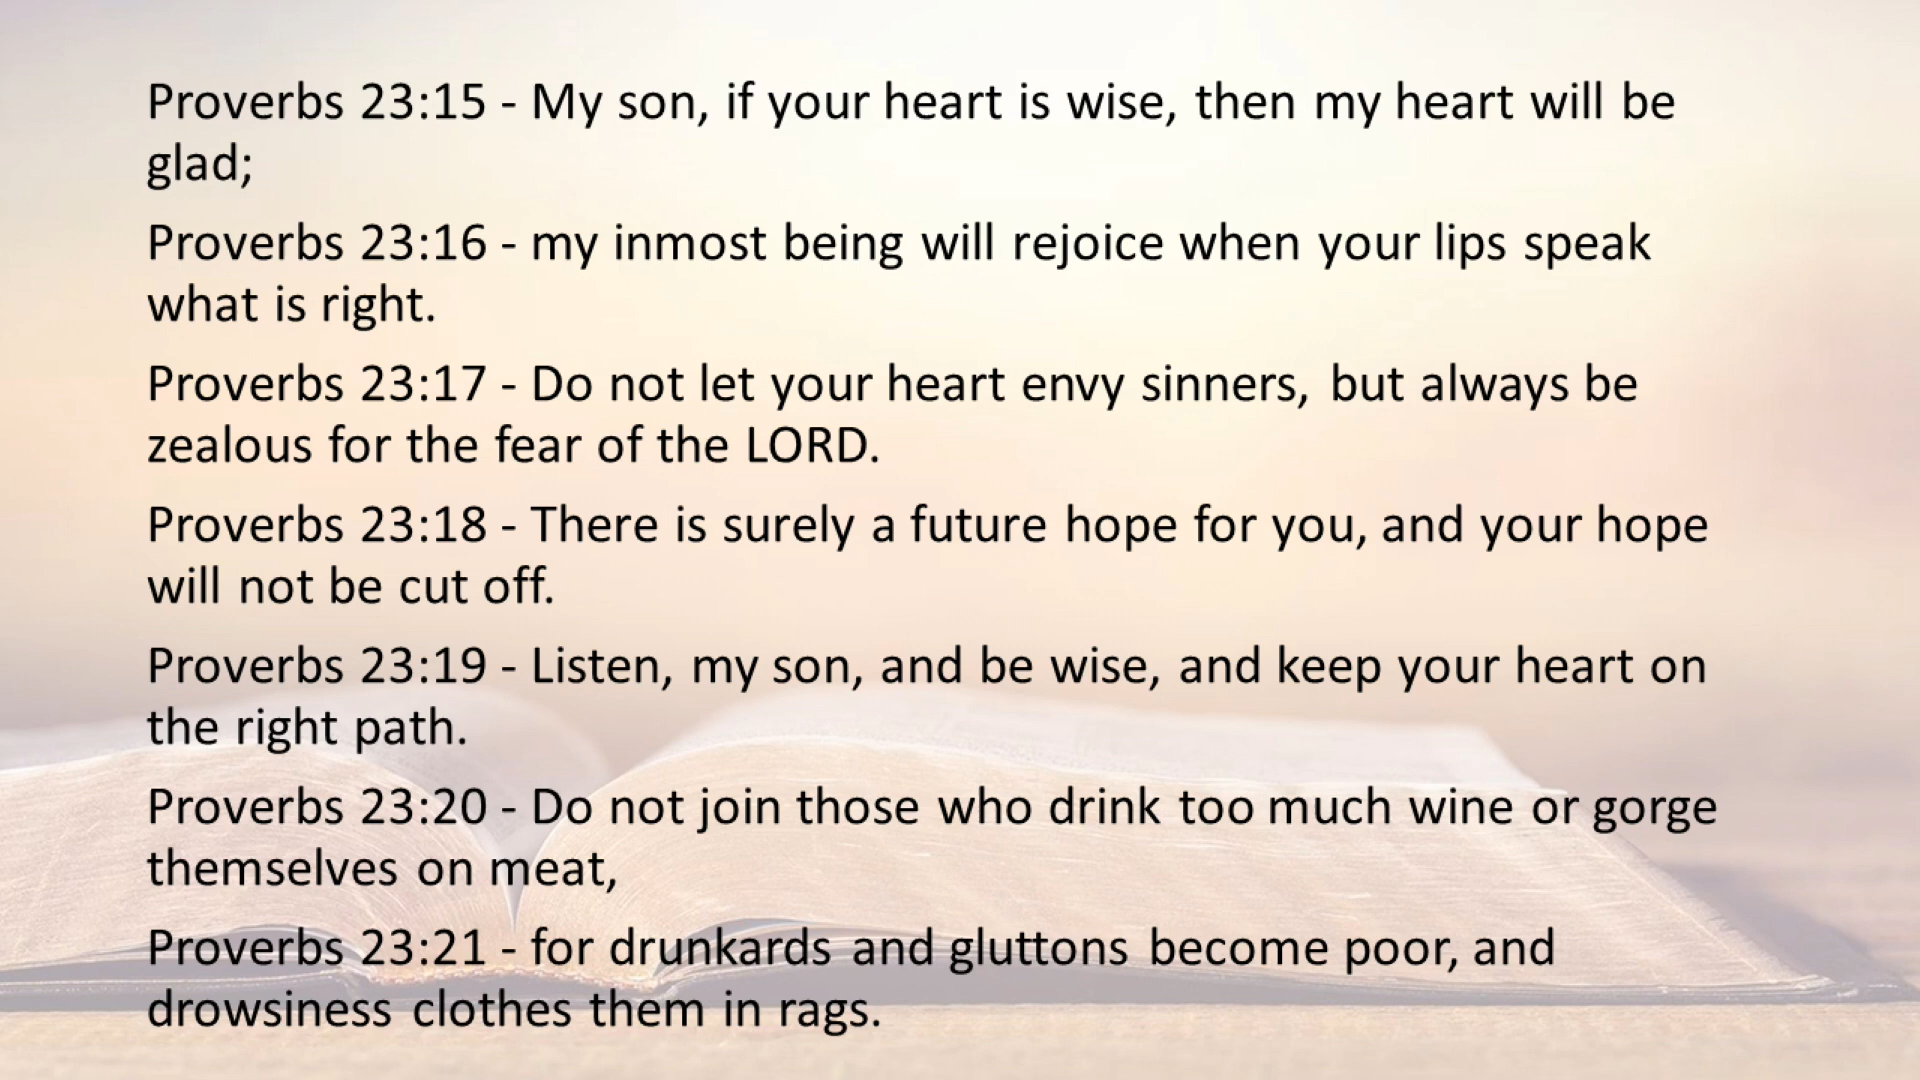 Proverbs 23:15 - My son, if your heart is wise, then my heart will be
glad;
Proverbs 23:16 - my inmost being will rejoice when your lips speak
what is right.
Proverbs 23:17 - Do not let your heart envy sinners, but always be
zealous for the fear of the LORD.
Proverbs 23:18 - There is surely a future hope for you, and your hope
will not be cut off.
Proverbs 23:19 - Listen, my son, and be wise, and keep your heart on
the right path.
Proverbs 23:20 - Do not join those who drink too much wine or gorge
themselves on meat,
Proverbs 23:21 - for drunkards and gluttons become poor, and
drowsiness clothes them in rags.